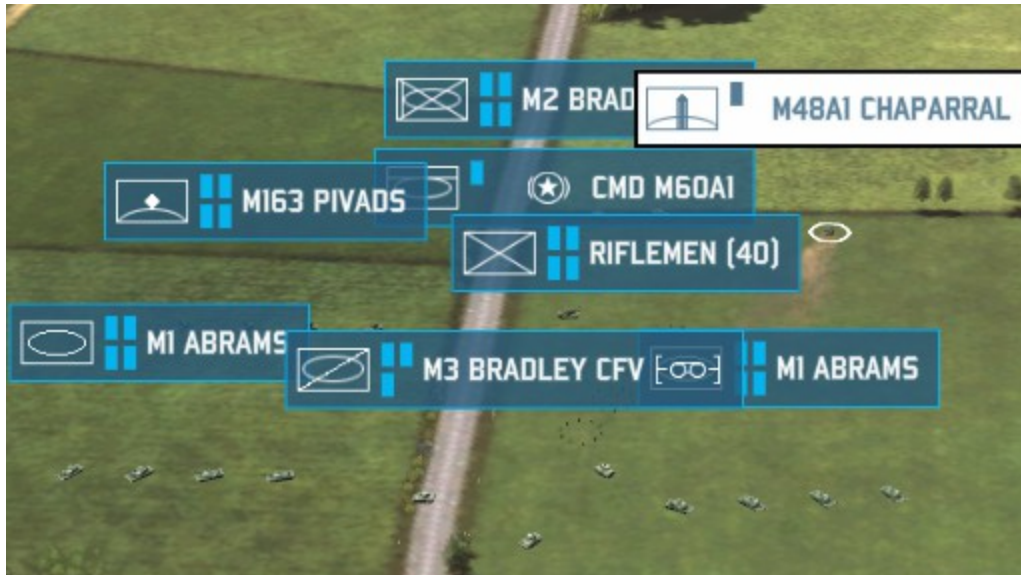 M2 BRAD
M48A1 CHAPARRAL
CMD M60A1
M163 PIVADS
RIFLEMEN (40)
M1 ABRAMS
M3 BRADLEY CFV
M1 ABRAMS